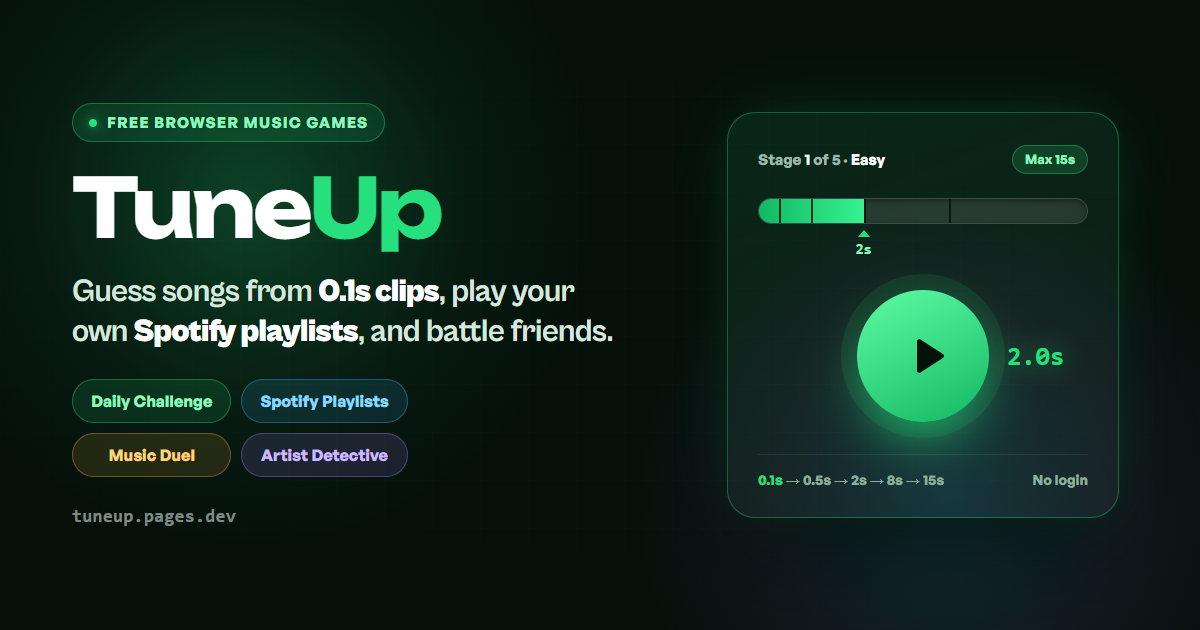 FREE BROWSER MUSIC GAMES
TuneUp
Guess songs from 0.1s clips, play your
own Spotify playlists, and battle friends.
Daily Challenge
Spotify Playlists
Music Duel
Artist Detective
tuneup.pages.dev
Stage 1 of 5 · Easy
Max 15s
2s
2.0s
0.1s → 0.5s → 2s → 8s → 15s
No login